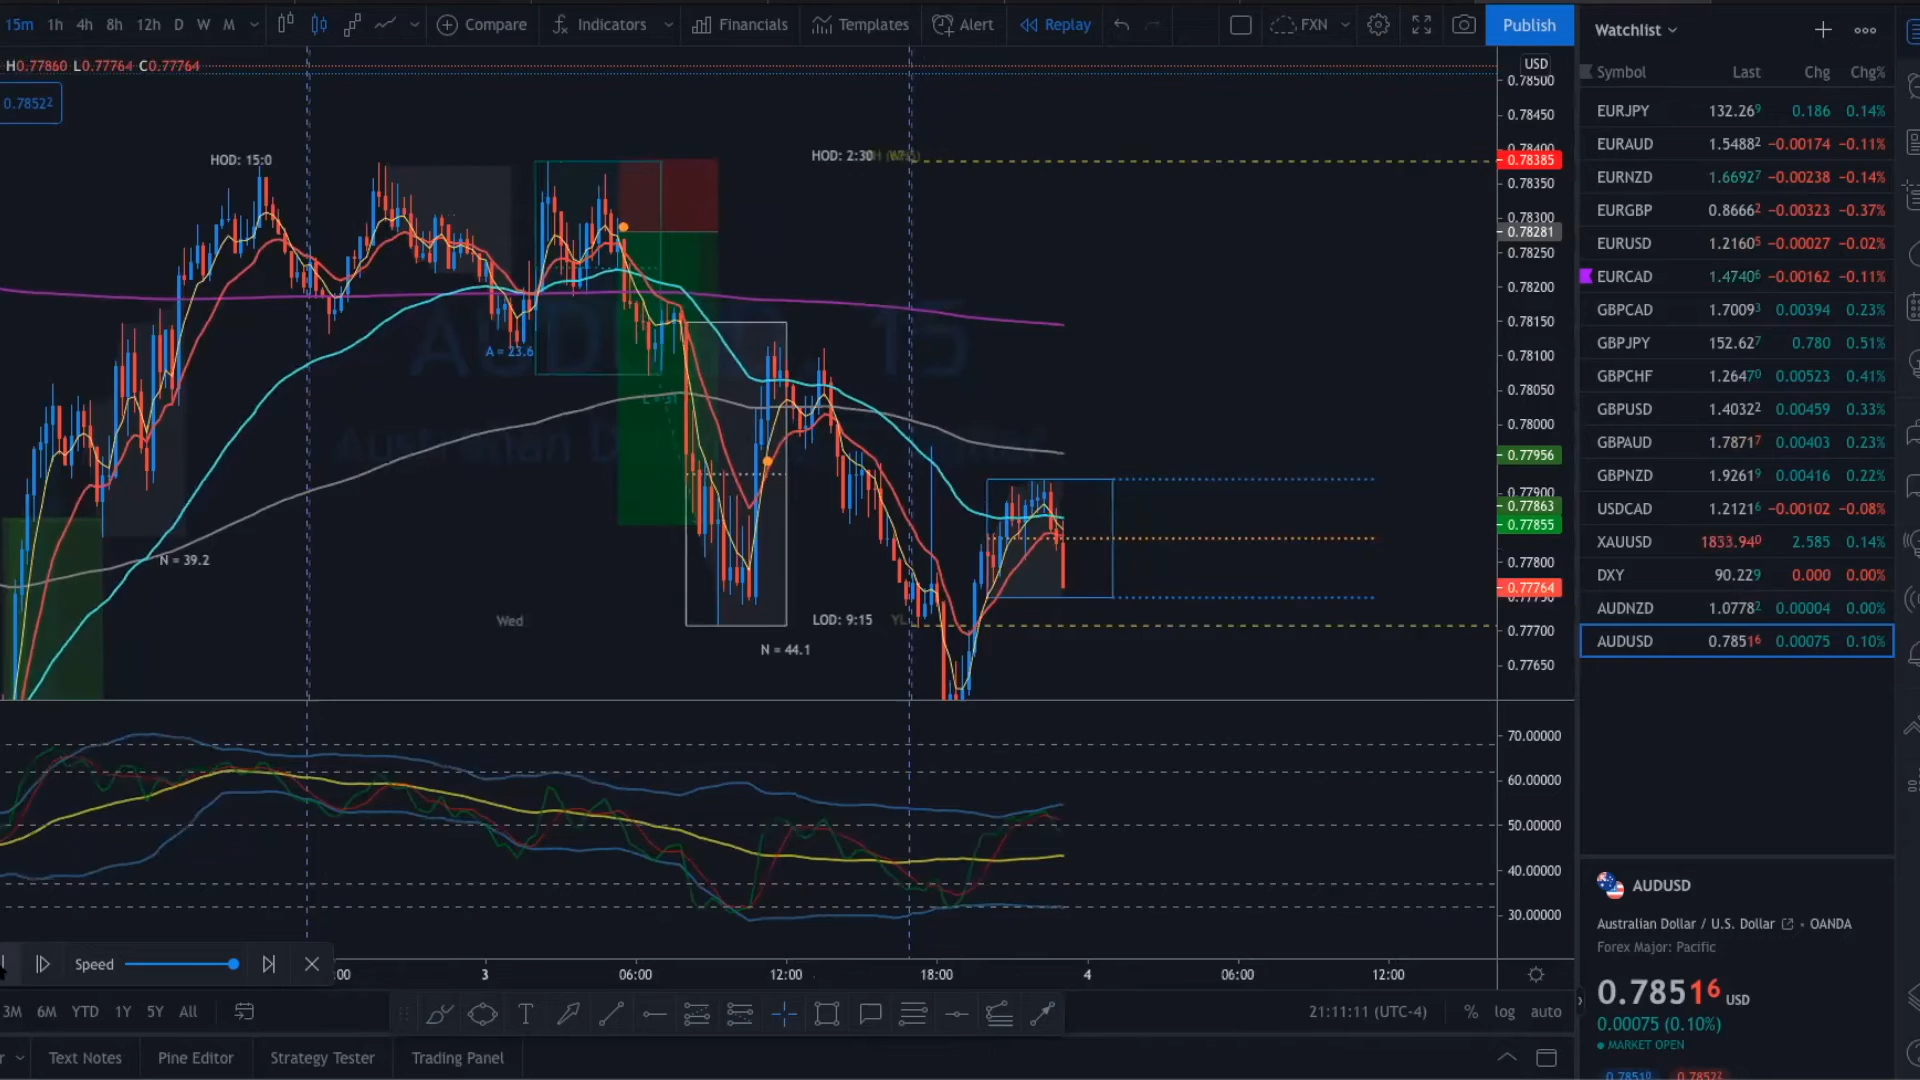 15m 1h 4h 8h 12h D W M Compare Indicators Financials Templates Alert Replay FXN Publish
H0.77860 L0.77764 C0.77764
0.78522
HOD: 15:0
HOD: 2:30
A = 23.6
N = 39.2
Wed
LOD: 9:15 YL
N = 44.1
USD
0.78500
0.78450
0.78400
0.78385
0.78350
0.78300
0.78281
0.78250
0.78200
0.78150
0.78100
0.78050
0.78000
0.77956
0.77900
0.77863
0.77855
0.77800
0.77764
0.77750
0.77700
0.77650
70.00000
60.00000
50.00000
40.00000
30.00000
Speed
:00 3 06:00 12:00 18:00 4 06:00 12:00
3M 6M YTD 1Y 5Y All
21:11:11 (UTC-4) % log auto
r Text Notes Pine Editor Strategy Tester Trading Panel
Watchlist
Symbol Last Chg Chg%
EURJPY 132.269 0.186 0.14%
EURAUD 1.54882 −0.00174 −0.11%
EURNZD 1.66927 −0.00238 −0.14%
EURGBP 0.86662 −0.00323 −0.37%
EURUSD 1.21605 −0.00027 −0.02%
EURCAD 1.47406 −0.00162 −0.11%
GBPCAD 1.70093 0.00394 0.23%
GBPJPY 152.627 0.780 0.51%
GBPCHF 1.26470 0.00523 0.41%
GBPUSD 1.40322 0.00459 0.33%
GBPAUD 1.78717 0.00403 0.23%
GBPNZD 1.92619 0.00416 0.22%
USDCAD 1.21216 −0.00102 −0.08%
XAUUSD 1833.940 2.585 0.14%
DXY 90.229 0.000 0.00%
AUDNZD 1.07782 0.00004 0.00%
AUDUSD 0.78516 0.00075 0.10%
AUDUSD
Australian Dollar / U.S. Dollar • OANDA
Forex Major: Pacific
0.78516 USD
0.00075 (0.10%)
● MARKET OPEN
0.78510 0.78522